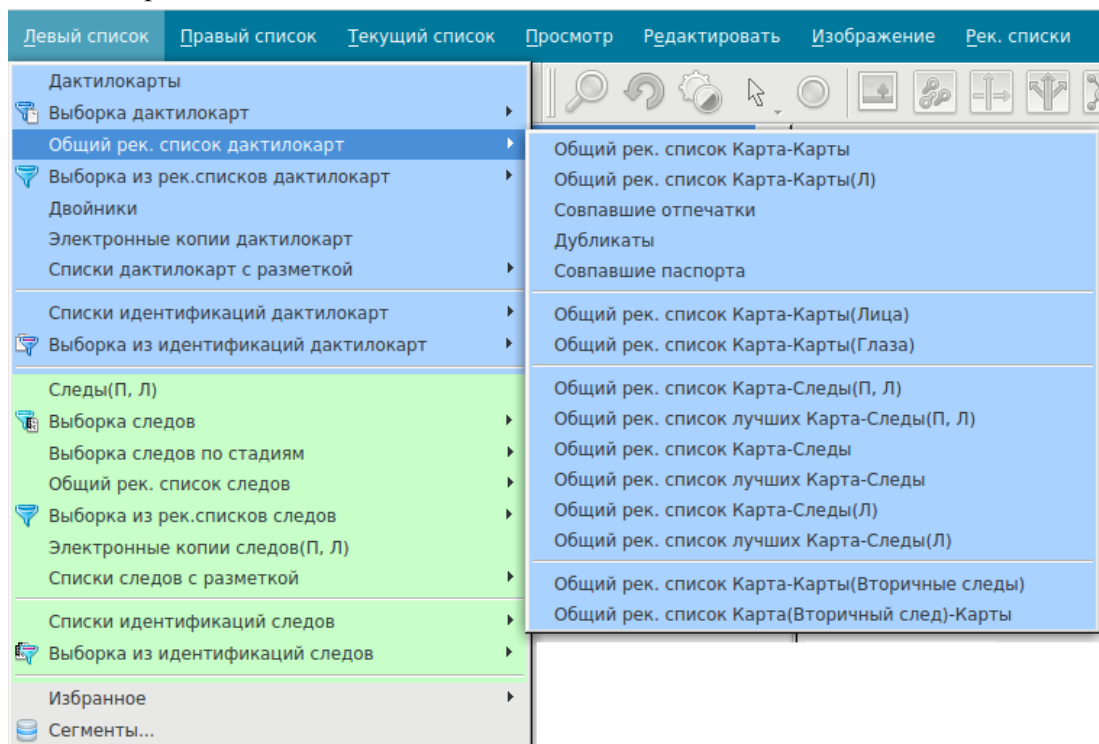 Левый список Правый список Текущий список Просмотр Редактировать Изображение Рек. списки
Дактилокарты
Выборка дактилокарт
Общий рек. список дактилокарт
Выборка из рек.списков дактилокарт
Двойники
Электронные копии дактилокарт
Списки дактилокарт с разметкой
Списки идентификаций дактилокарт
Выборка из идентификаций дактилокарт
Следы(П, Л)
Выборка следов
Выборка следов по стадиям
Общий рек. список следов
Выборка из рек.списков следов
Электронные копии следов(П, Л)
Списки следов с разметкой
Списки идентификаций следов
Выборка из идентификаций следов
Избранное
Сегменты...
Общий рек. список Карта-Карты
Общий рек. список Карта-Карты(Л)
Совпавшие отпечатки
Дубликаты
Совпавшие паспорта
Общий рек. список Карта-Карты(Лица)
Общий рек. список Карта-Карты(Глаза)
Общий рек. список Карта-Следы(П, Л)
Общий рек. список лучших Карта-Следы(П, Л)
Общий рек. список Карта-Следы
Общий рек. список лучших Карта-Следы
Общий рек. список Карта-Следы(Л)
Общий рек. список лучших Карта-Следы(Л)
Общий рек. список Карта-Карты(Вторичные следы)
Общий рек. список Карта(Вторичный след)-Карты